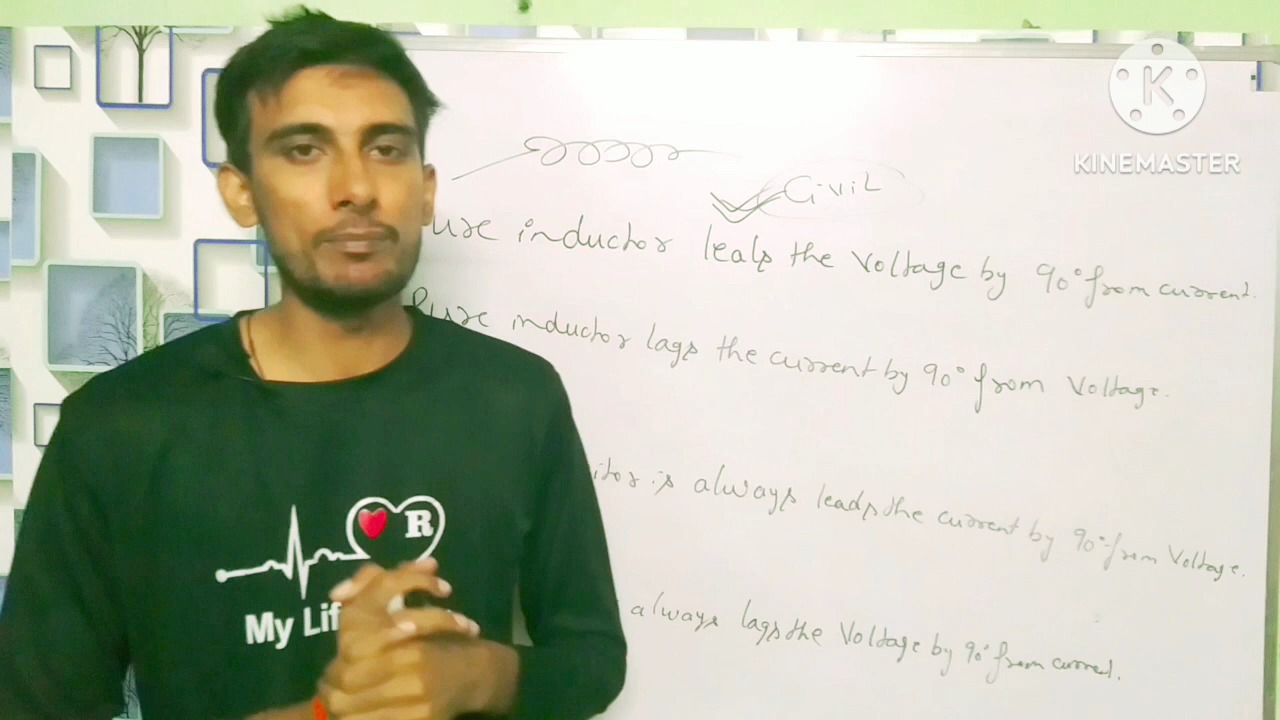 K
KINEMASTER
CiviL
Pure inductor leads the Voltage by 90° from current.
Pure inductor lags the current by 90° from Voltage.
itor is always leads the current by 90° from Voltage.
always lags the Voltage by 90° from current.
R
My Lif